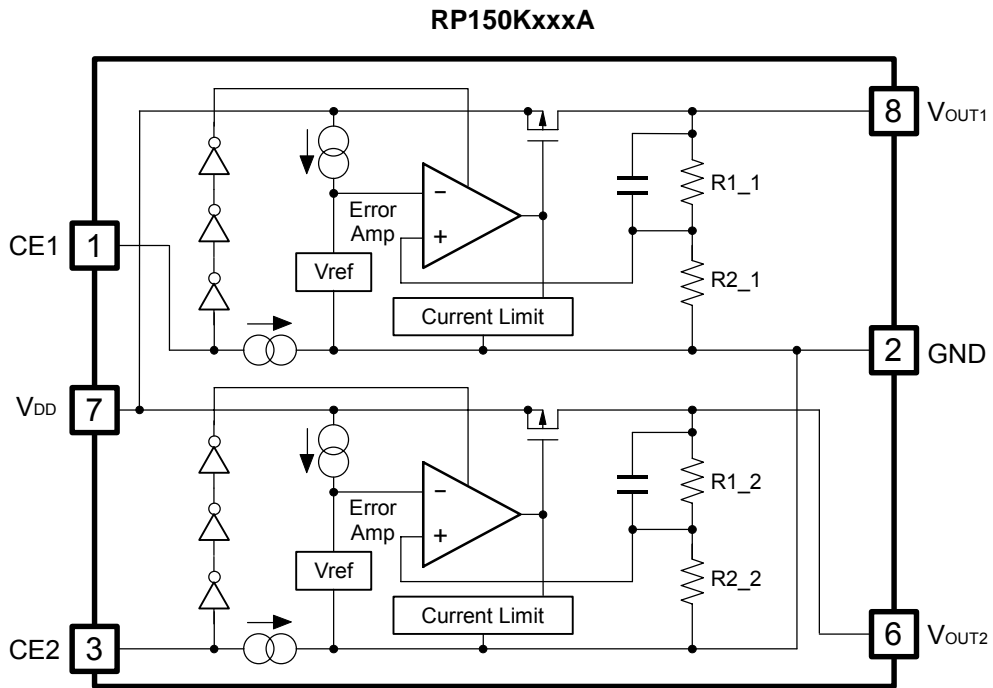 RP150KxxxA
8 VOUT1
R1_1
Error
Amp
−
+
CE1 1
Vref
R2_1
Current Limit
2 GND
VDD 7
R1_2
Error
Amp
−
+
Vref
R2_2
Current Limit
CE2 3
6 VOUT2